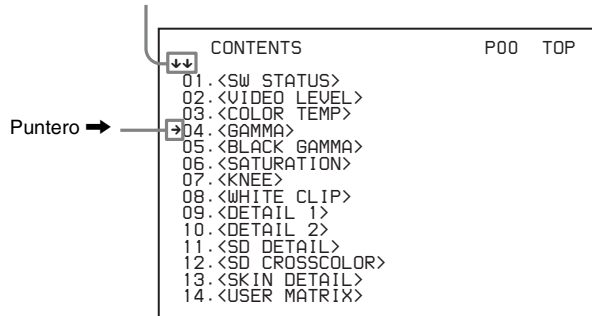 CONTENTS P00 TOP
↓↓
01.<SW STATUS>
02.<VIDEO LEVEL>
03.<COLOR TEMP>
Puntero ➡ →04.<GAMMA>
05.<BLACK GAMMA>
06.<SATURATION>
07.<KNEE>
08.<WHITE CLIP>
09.<DETAIL 1>
10.<DETAIL 2>
11.<SD DETAIL>
12.<SD CROSSCOLOR>
13.<SKIN DETAIL>
14.<USER MATRIX>